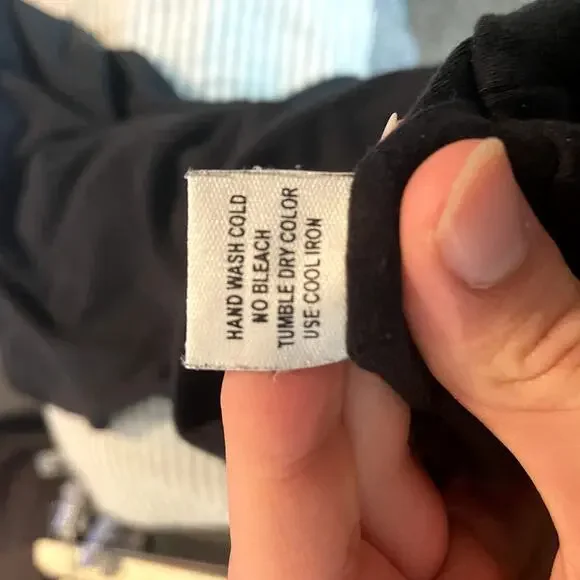 HAND WASH COLD
NO BLEACH
TUMBLE DRY COLOR
USE COOL IRON